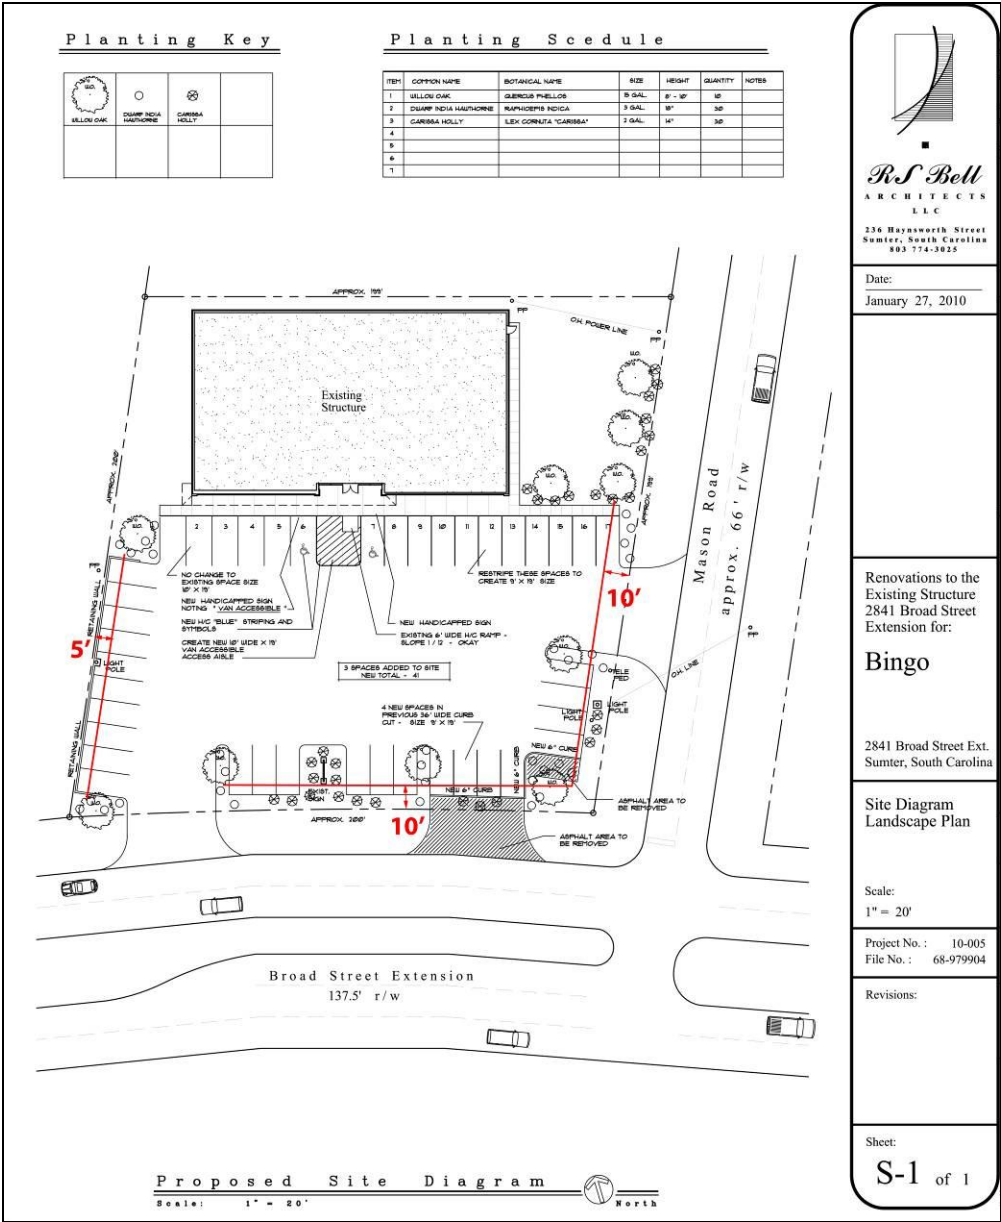 Planting Key
W.O.
WILLOW OAK
DWARF INDIA HAWTHORNE
CARISSA HOLLY
Planting Scedule
ITEM COMMON NAME BOTANICAL NAME SIZE HEIGHT QUANTITY NOTES
1 WILLOW OAK QUERCUS PHELLOS 15 GAL. 8' - 10' 10
2 DWARF INDIA HAWTHORNE RAPHIOEPIS INDICA 3 GAL. 18" 30
3 CARISSA HOLLY ILEX CORNUTA "CARISSA" 3 GAL. 14" 30
4
5
6
7
RS Bell
ARCHITECTS
LLC
236 Haynsworth Street
Sumter, South Carolina
803 774-3025
Date:
January 27, 2010
Renovations to the
Existing Structure
2841 Broad Street
Extension for:
Bingo
2841 Broad Street Ext.
Sumter, South Carolina
Site Diagram
Landscape Plan
Scale:
1" = 20'
Project No. : 10-005
File No. : 68-979904
Revisions:
Sheet:
S-1 of 1
APPROX. 199'
PP
O.H. POWER LINE
PP
Existing
Structure
W.O.
W.O.
W.O.
W.O.
APPROX. 200'
APPROX. 199'
Mason Road
approx. 66' r/w
W.O.
2 3 4 5 6 7 8 9 10 11 12 13 14 15 16 17
NO CHANGE TO
EXISTING SPACE SIZE
10' X 19'
NEW HANDICAPPED SIGN
NOTING " VAN ACCESSIBLE "
NEW H/C "BLUE" STRIPING AND
SYMBOLS
CREATE NEW 10' WIDE X 19'
VAN ACCESSIBLE
ACCESS AISLE
NEW HANDICAPPED SIGN
EXISTING 6' WIDE H/C RAMP -
SLOPE 1 / 12 - OKAY
RESTRIPE THESE SPACES TO
CREATE 9' X 19' SIZE
10'
PP
RETAINING WALL
5'
LIGHT
POLE
RETAINING WALL
3 SPACES ADDED TO SITE
NEW TOTAL - 41
PP
O.H. LINE
W.O.
TELE
PED
LIGHT
POLE
LIGHT
POLE
4 NEW SPACES IN
PREVIOUS 36' WIDE CURB
CUT - SIZE 9' X 19'
NEW 6" CURB
NEW 6" CURB
W.O.
W.O.
EXIST.
SIGN
NEW 6" CURB
W.O.
W.O.
ASPHALT AREA TO
BE REMOVED
APPROX. 200'
10'
ASPHALT AREA TO
BE REMOVED
Broad Street Extension
137.5' r/w
Proposed Site Diagram
Scale: 1" = 20'
North